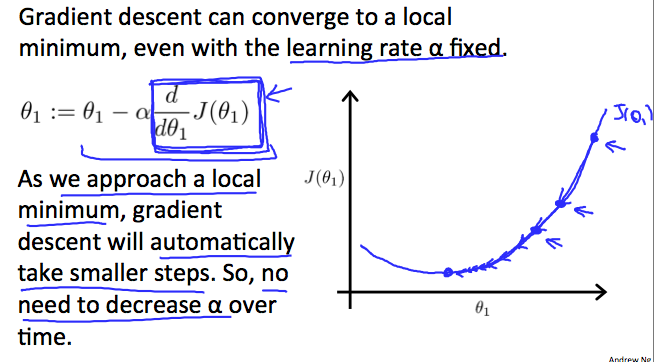 Gradient descent can converge to a local
minimum, even with the learning rate α fixed.
θ₁ := θ₁ − α d/dθ₁ J(θ₁)
J(θ₁)
As we approach a local
minimum, gradient
descent will automatically
take smaller steps. So, no
need to decrease α over
time.
J(θ₁)
θ₁
Andrew Ng